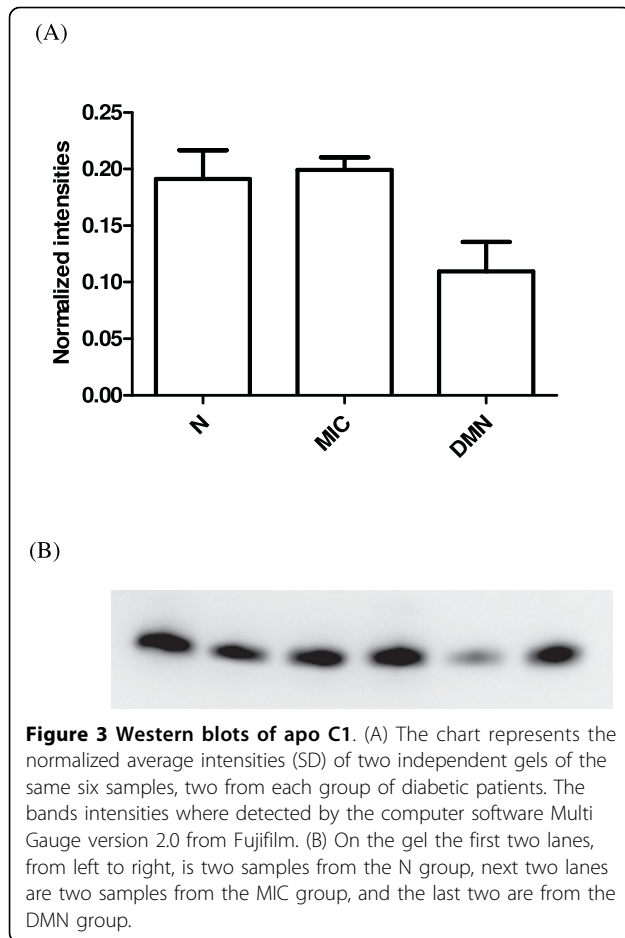 (A)
0.25
0.20
0.15
0.10
0.05
0.00
Normalized intensities
N
MIC
DMN
(B)
Figure 3 Western blots of apo C1. (A) The chart represents the
normalized average intensities (SD) of two independent gels of the
same six samples, two from each group of diabetic patients. The
bands intensities where detected by the computer software Multi
Gauge version 2.0 from Fujifilm. (B) On the gel the first two lanes,
from left to right, is two samples from the N group, next two lanes
are two samples from the MIC group, and the last two are from the
DMN group.